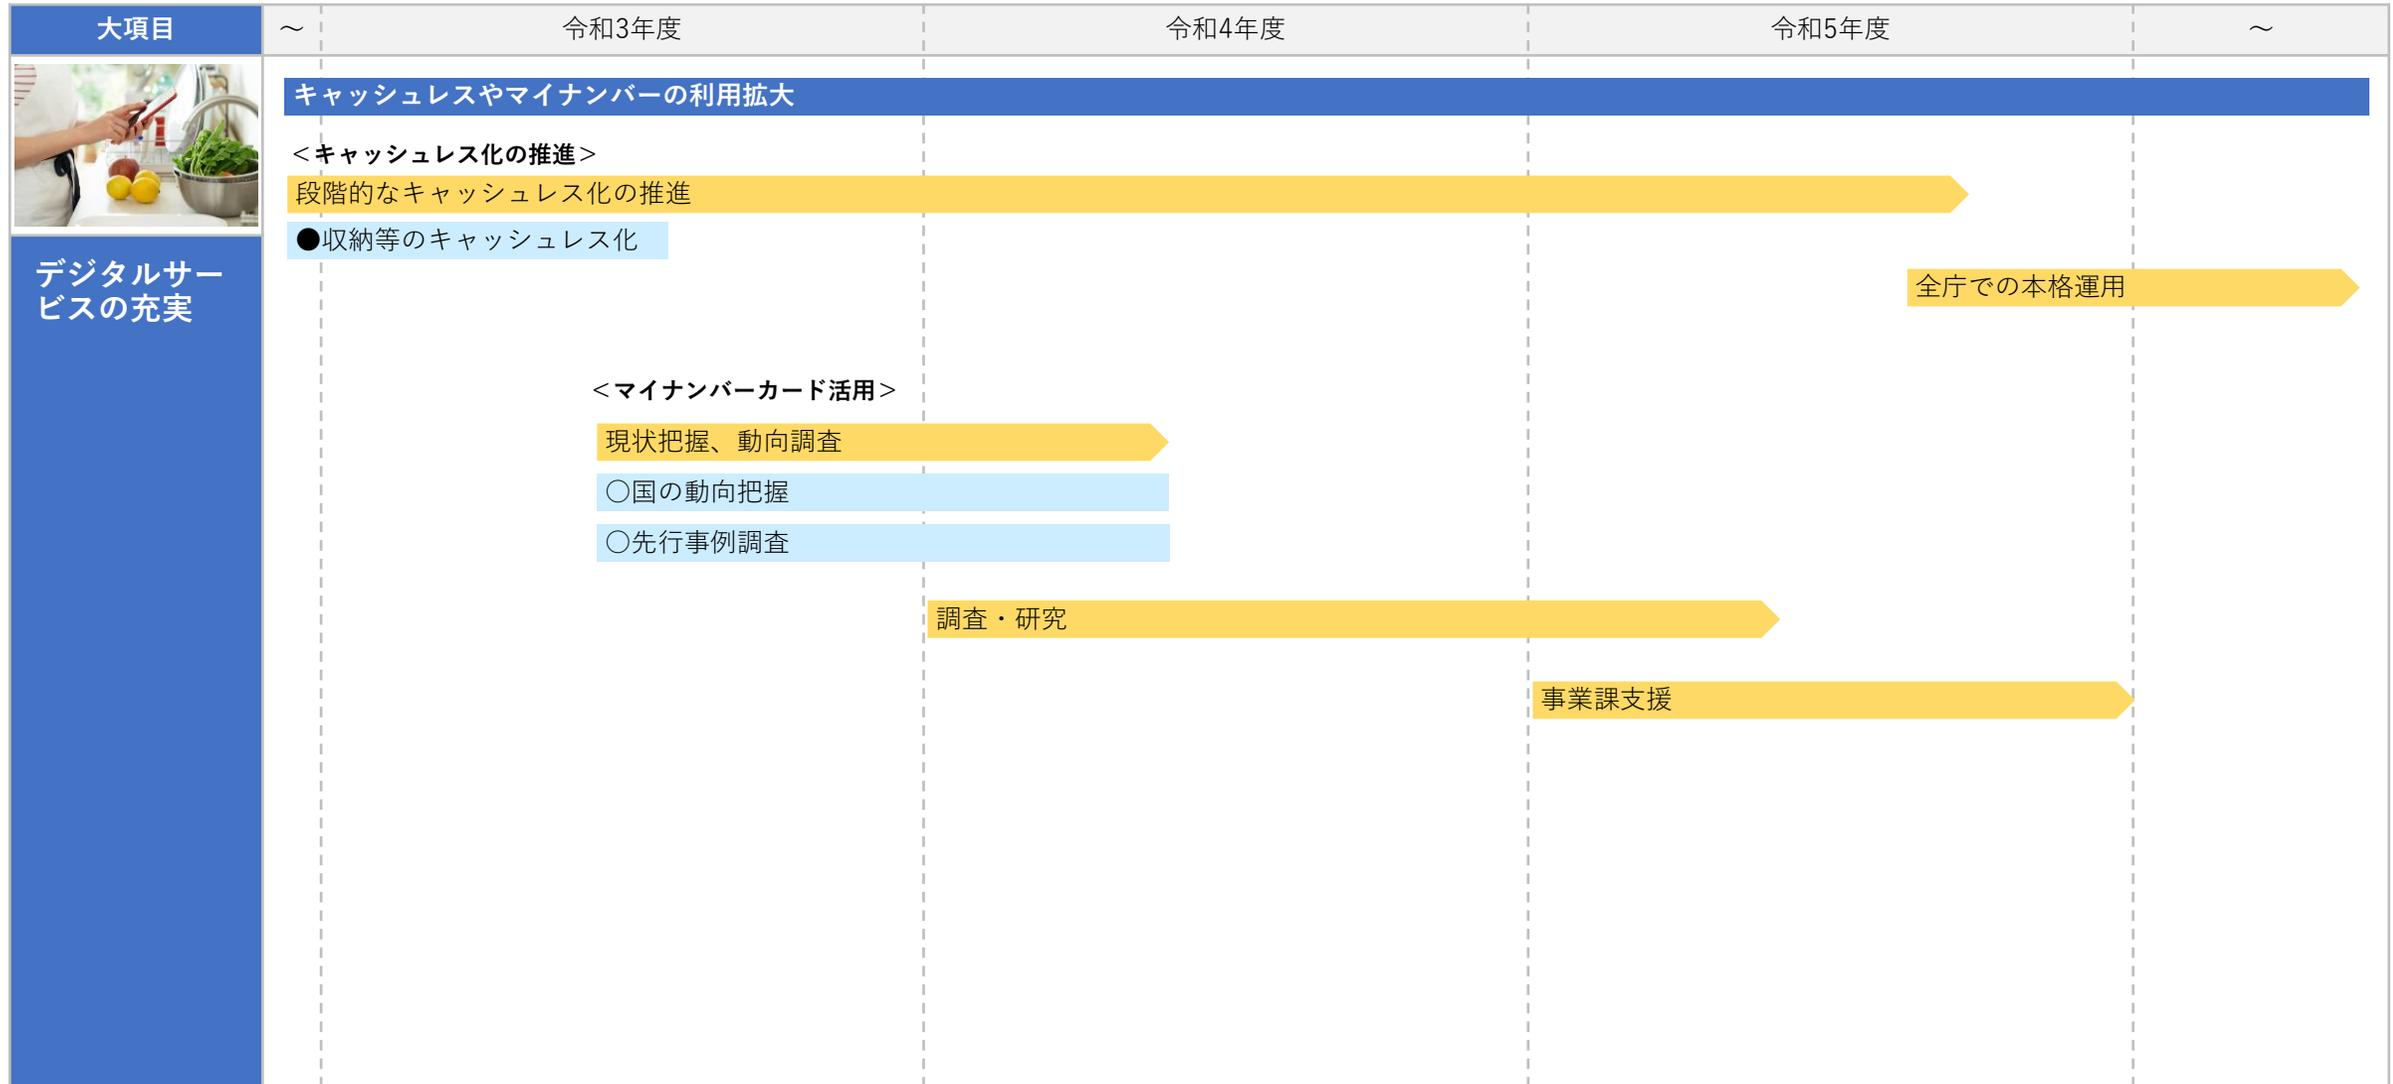 大項目
～
令和3年度
令和4年度
令和5年度
～
キャッシュレスやマイナンバーの利用拡大
＜キャッシュレス化の推進＞
段階的なキャッシュレス化の推進
●収納等のキャッシュレス化
デジタルサー
ビスの充実
全庁での本格運用
＜マイナンバーカード活用＞
現状把握、動向調査
○国の動向把握
○先行事例調査
調査・研究
事業課支援